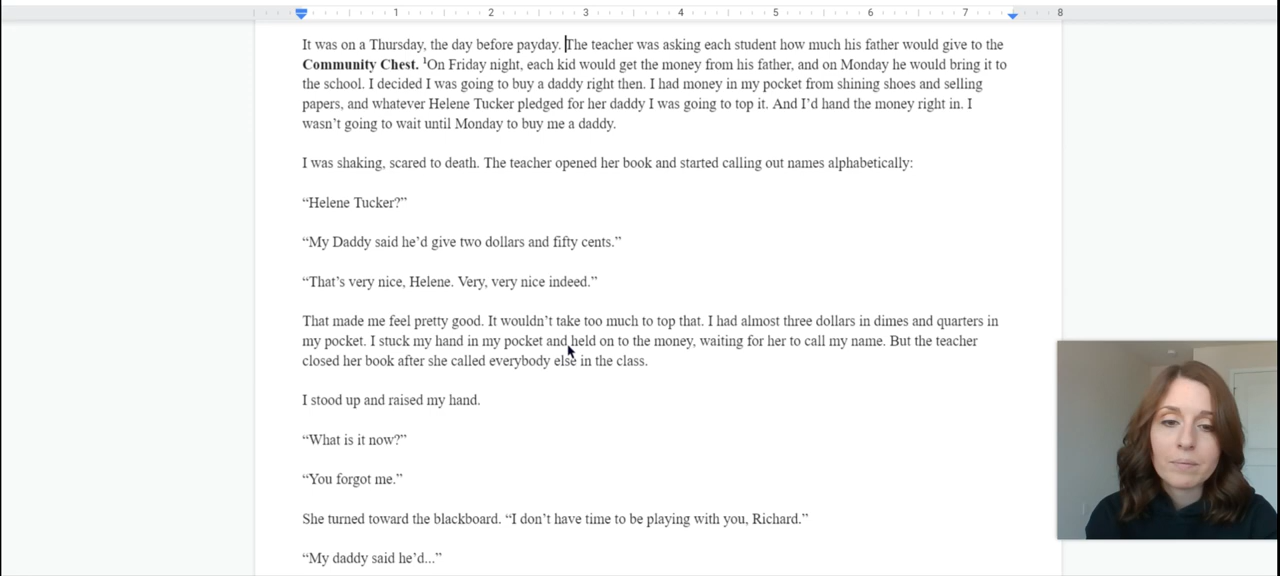 1 2 3 4 5 6 7 8
It was on a Thursday, the day before payday. The teacher was asking each student how much his father would give to the
Community Chest. ¹On Friday night, each kid would get the money from his father, and on Monday he would bring it to
the school. I decided I was going to buy a daddy right then. I had money in my pocket from shining shoes and selling
papers, and whatever Helene Tucker pledged for her daddy I was going to top it. And I’d hand the money right in. I
wasn’t going to wait until Monday to buy me a daddy.
I was shaking, scared to death. The teacher opened her book and started calling out names alphabetically:
“Helene Tucker?”
“My Daddy said he’d give two dollars and fifty cents.”
“That’s very nice, Helene. Very, very nice indeed.”
That made me feel pretty good. It wouldn’t take too much to top that. I had almost three dollars in dimes and quarters in
my pocket. I stuck my hand in my pocket and held on to the money, waiting for her to call my name. But the teacher
closed her book after she called everybody else in the class.
I stood up and raised my hand.
“What is it now?”
“You forgot me.”
She turned toward the blackboard. “I don’t have time to be playing with you, Richard.”
“My daddy said he’d...”